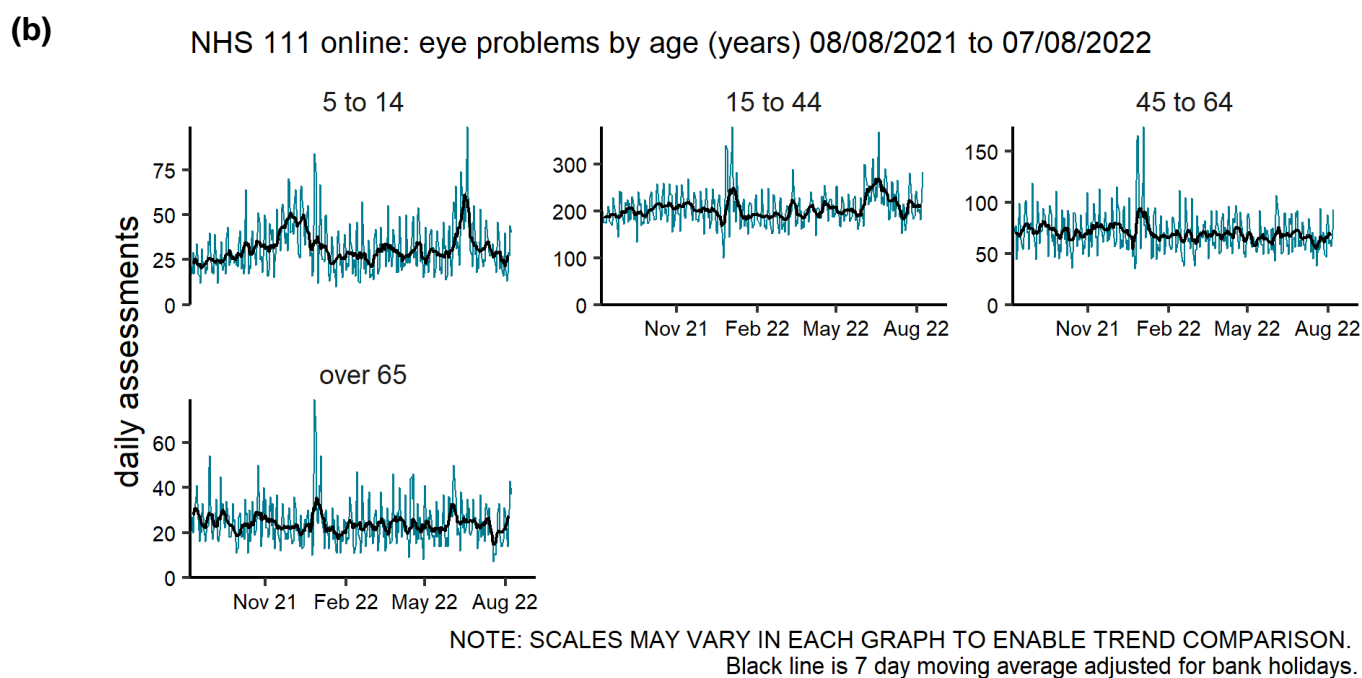 (b)
NHS 111 online: eye problems by age (years) 08/08/2021 to 07/08/2022
daily assessments
5 to 14
75
50
25
0
15 to 44
300
200
100
0
Nov 21 Feb 22 May 22 Aug 22
45 to 64
150
100
50
0
Nov 21 Feb 22 May 22 Aug 22
over 65
60
40
20
0
Nov 21 Feb 22 May 22 Aug 22
NOTE: SCALES MAY VARY IN EACH GRAPH TO ENABLE TREND COMPARISON.
Black line is 7 day moving average adjusted for bank holidays.